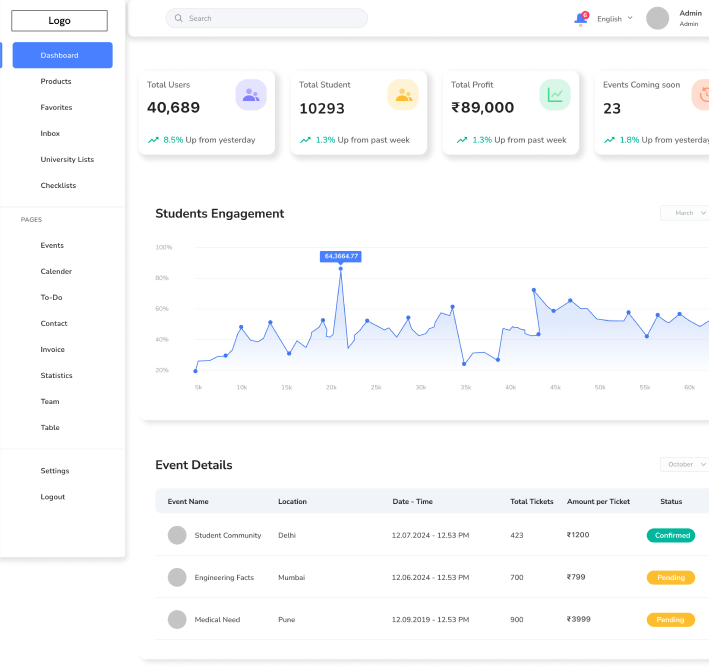 Logo
Search
6
English
Admin
Admin
Dashboard
Products
Favorites
Inbox
University Lists
Checklists
PAGES
Events
Calender
To-Do
Contact
Invoice
Statistics
Team
Table
Settings
Logout
Total Users
40,689
8.5% Up from yesterday
Total Student
10293
1.3% Up from past week
Total Profit
₹89,000
1.3% Up from past week
Events Coming soon
23
1.8% Up from yesterday
Students Engagement
March
100%
80%
60%
40%
20%
64,3664.77
5k 10k 15k 20k 25k 30k 35k 40k 45k 50k 55k 60k
Event Details
October
Event Name Location Date - Time Total Tickets Amount per Ticket Status
Student Community Delhi 12.07.2024 - 12.53 PM 423 ₹1200 Confirmed
Engineering Facts Mumbai 12.06.2024 - 12.53 PM 700 ₹799 Pending
Medical Need Pune 12.09.2019 - 12.53 PM 900 ₹3999 Pending